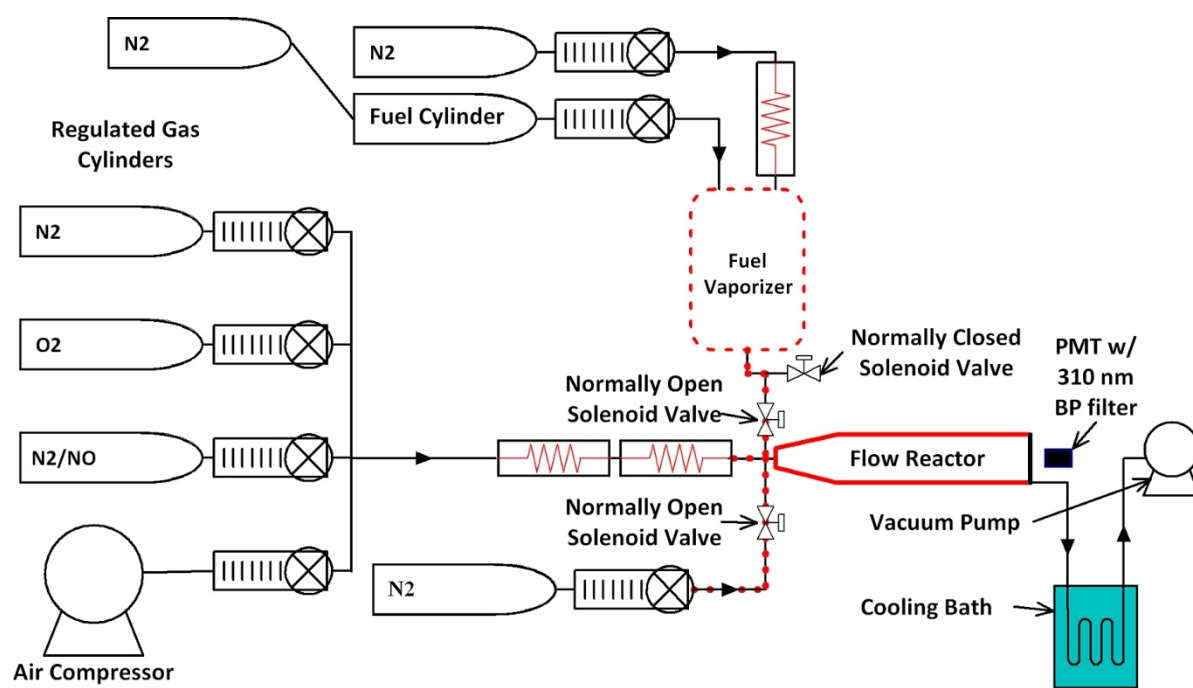 N2
N2
Fuel Cylinder
Regulated Gas
Cylinders
N2
O2
N2/NO
Air Compressor
Fuel
Vaporizer
Normally Closed
Solenoid Valve
PMT w/
310 nm
BP filter
Normally Open
Solenoid Valve
Flow Reactor
Vacuum Pump
Normally Open
Solenoid Valve
N2
Cooling Bath